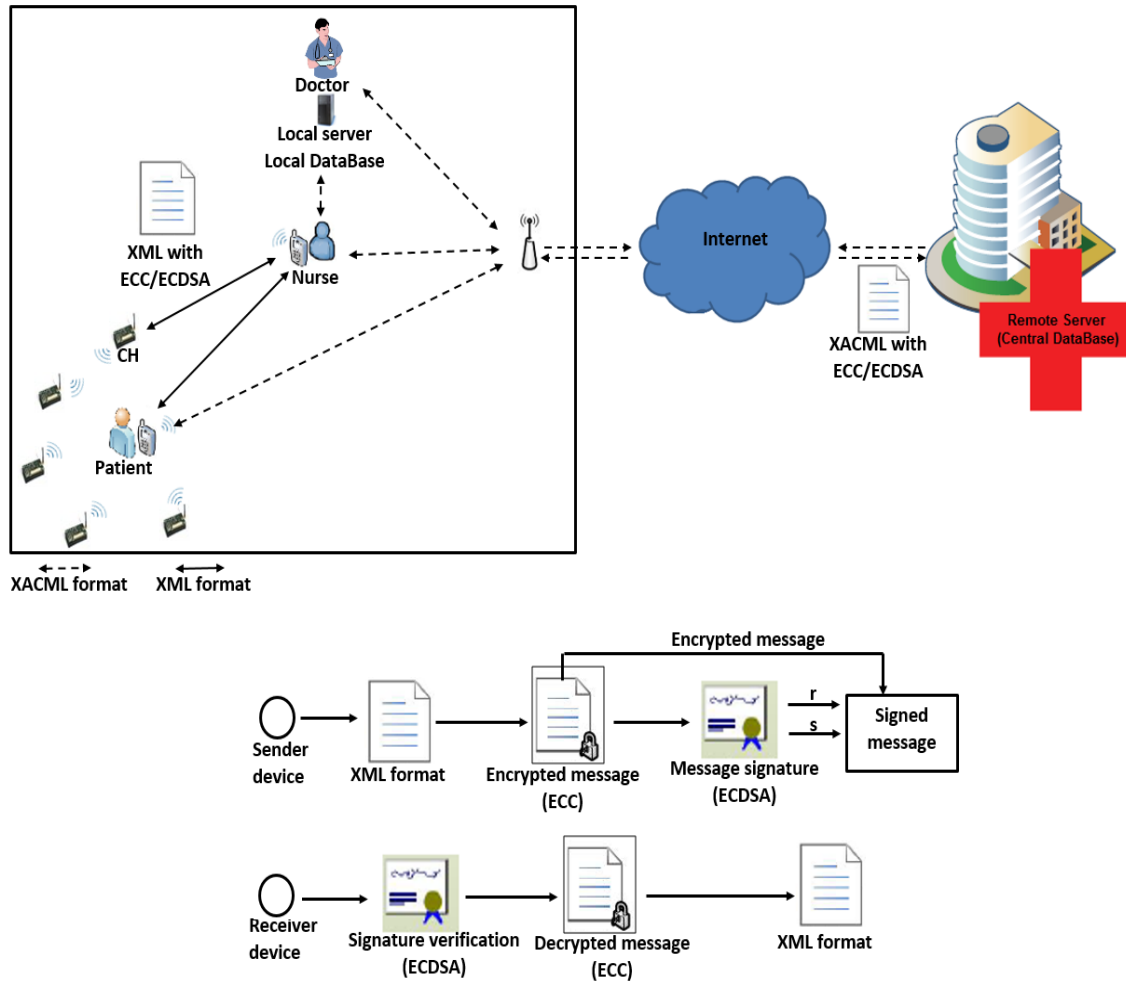 Doctor
Local server
Local DataBase
XML with
ECC/ECDSA
Nurse
CH
Patient
Internet
XACML with
ECC/ECDSA
Remote Server
(Central DataBase)
XACML format
XML format
Encrypted message
r
s
Signed
message
Sender
device
XML format
Encrypted message
(ECC)
Message signature
(ECDSA)
Receiver
device
Signature verification
(ECDSA)
Decrypted message
(ECC)
XML format